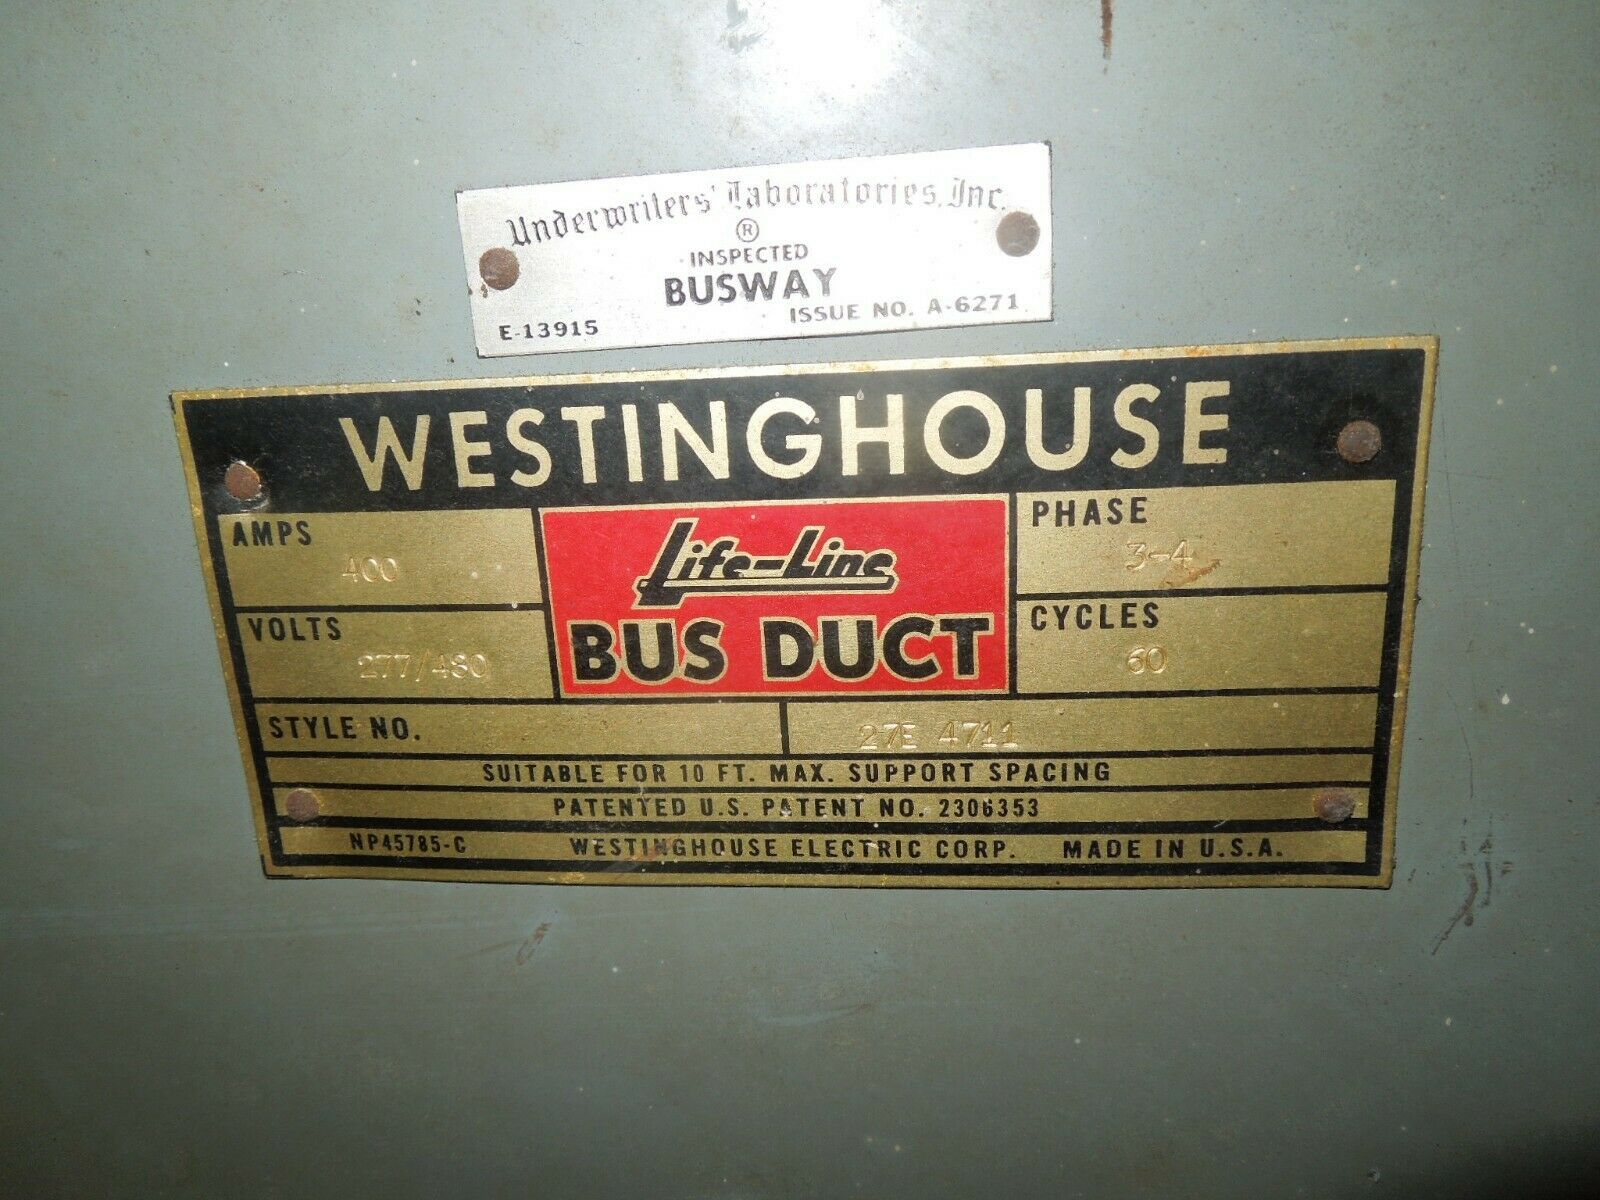 Underwriters' Laboratories, Inc.
®
INSPECTED
BUSWAY
E-13915 ISSUE NO. A-6271
WESTINGHOUSE
AMPS
400
VOLTS
277/480
Life-Line
BUS DUCT
PHASE
3-4
CYCLES
60
STYLE NO. 27E 4711
SUITABLE FOR 10 FT. MAX. SUPPORT SPACING
PATENTED U.S. PATENT NO. 2306353
NP45785-C WESTINGHOUSE ELECTRIC CORP. MADE IN U.S.A.